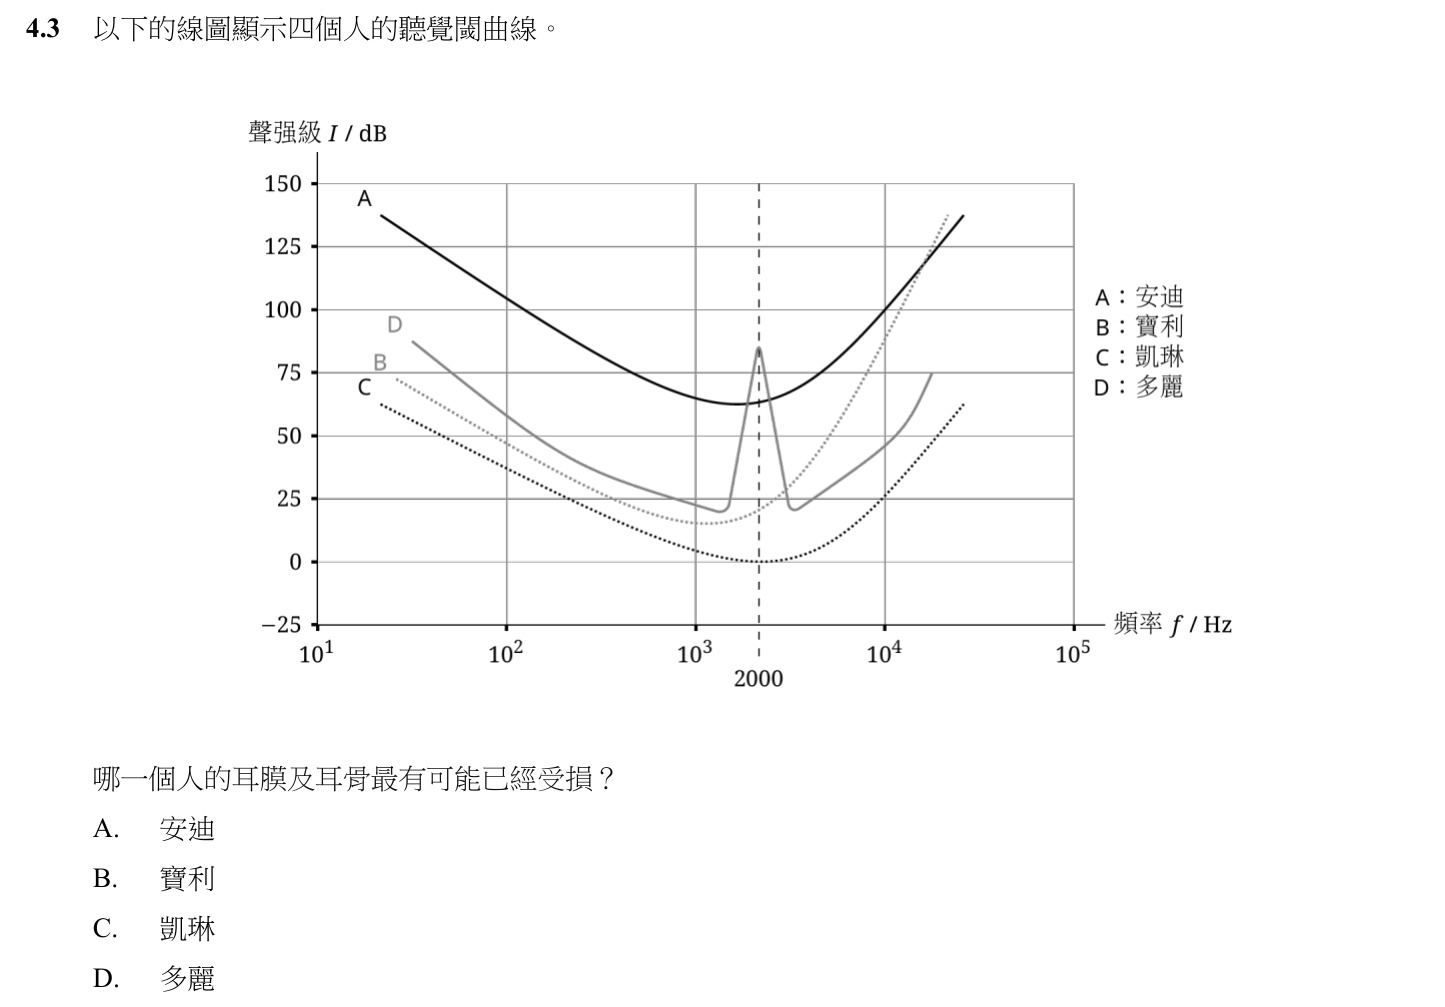 4.3 以下的線圖顯示四個人的聽覺閾曲線。
聲强級 I / dB
150
125
100
75
50
25
0
−25
A
D
B
C
A：安迪
B：寶利
C：凱琳
D：多麗
10¹
10²
10³
10⁴
10⁵
2000
頻率 f / Hz
哪一個人的耳膜及耳骨最有可能已經受損？
A. 安迪
B. 寶利
C. 凱琳
D. 多麗